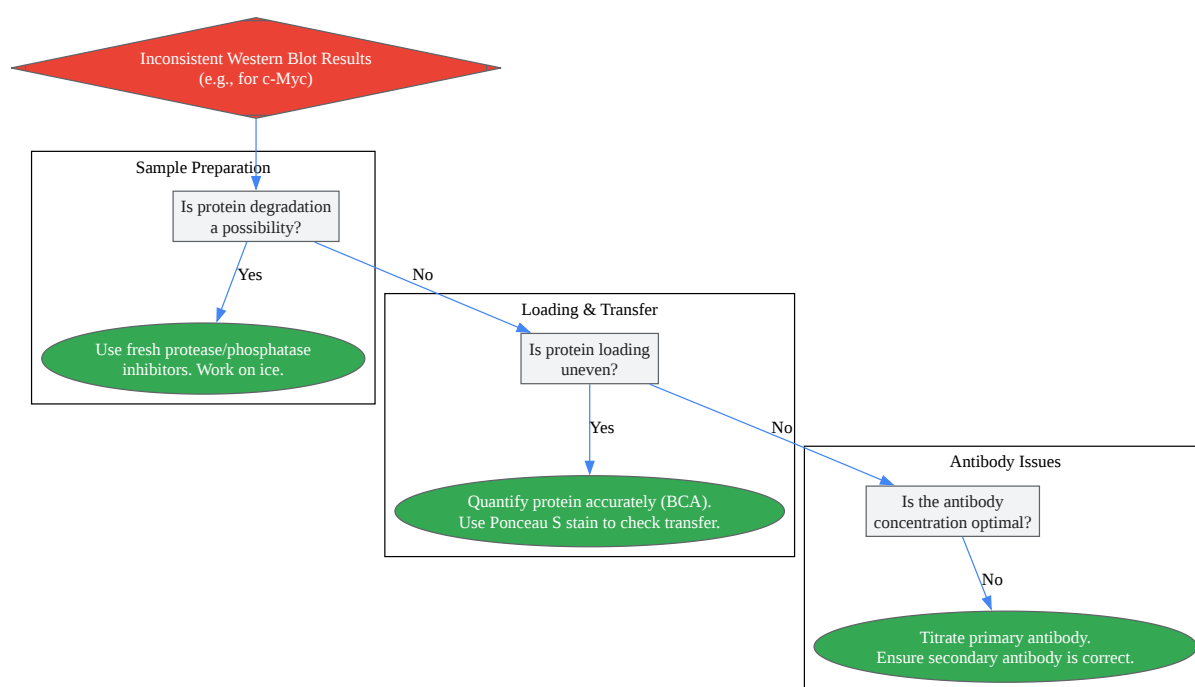 Inconsistent Western Blot Results
(e.g., for c-Myc)
Sample Preparation
Is protein degradation
a possibility?
Yes
No
Use fresh protease/phosphatase
inhibitors. Work on ice.
Loading & Transfer
Is protein loading
uneven?
Yes
No
Quantify protein accurately (BCA).
Use Ponceau S stain to check transfer.
Antibody Issues
Is the antibody
concentration optimal?
No
Titrate primary antibody.
Ensure secondary antibody is correct.